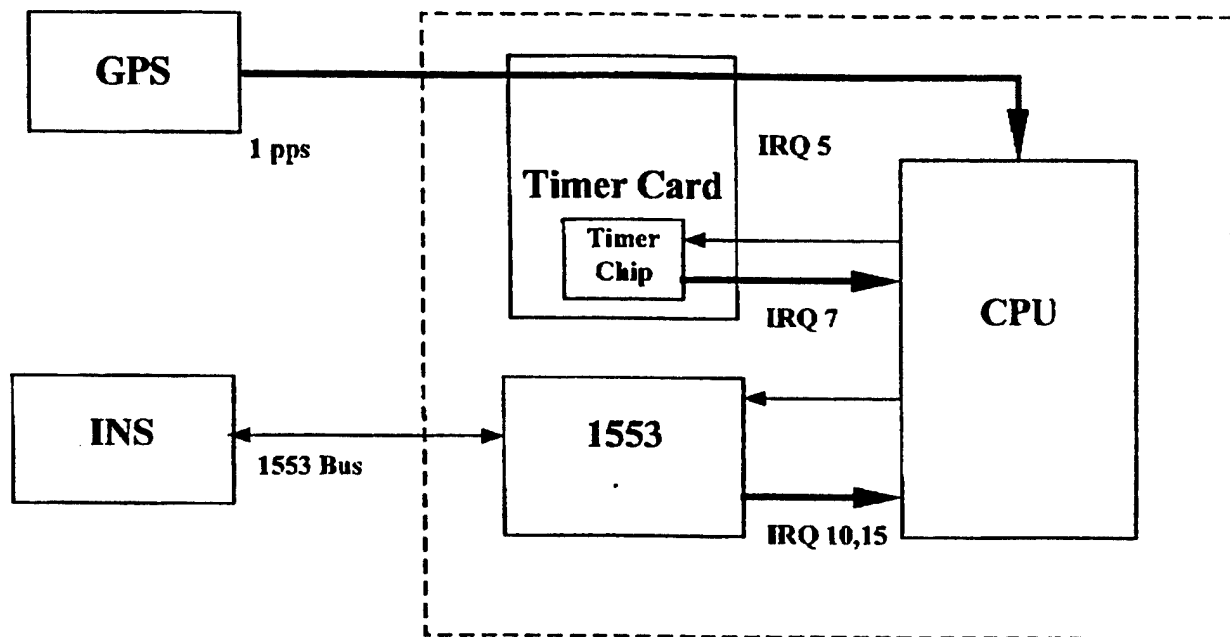 GPS
1 pps
IRQ 5
Timer Card
Timer
Chip
IRQ 7
CPU
INS
1553 Bus
1553
IRQ 10,15